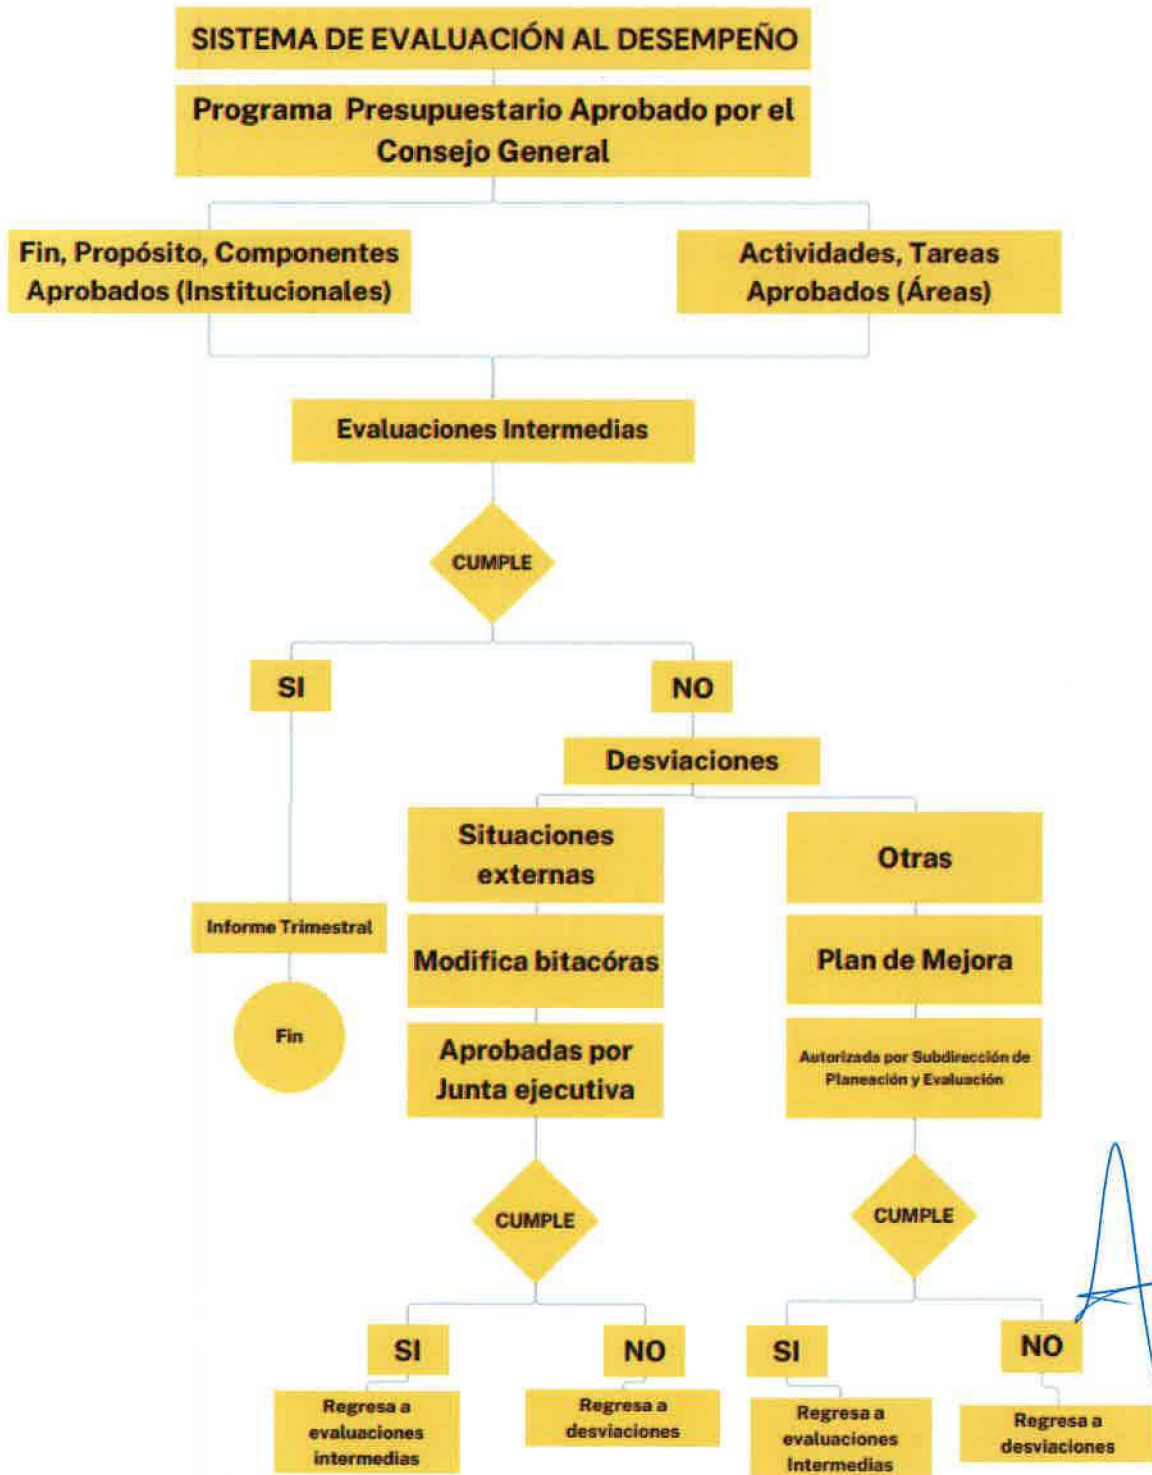 SISTEMA DE EVALUACIÓN AL DESEMPEÑO
Programa Presupuestario Aprobado por el
Consejo General
Fin, Propósito, Componentes
Aprobados (Institucionales)
Actividades, Tareas
Aprobados (Áreas)
Evaluaciones Intermedias
CUMPLE
SI
NO
Desviaciones
Situaciones
externas
Otras
Informe Trimestral
Modifica bitacóras
Plan de Mejora
Fin
Aprobadas por
Junta ejecutiva
Autorizada por Subdirección de
Planeación y Evaluación
CUMPLE
CUMPLE
SI
NO
SI
NO
Regresa a
evaluaciones
intermedias
Regresa a
desviaciones
Regresa a
evaluaciones
Intermedias
Regresa a
desviaciones